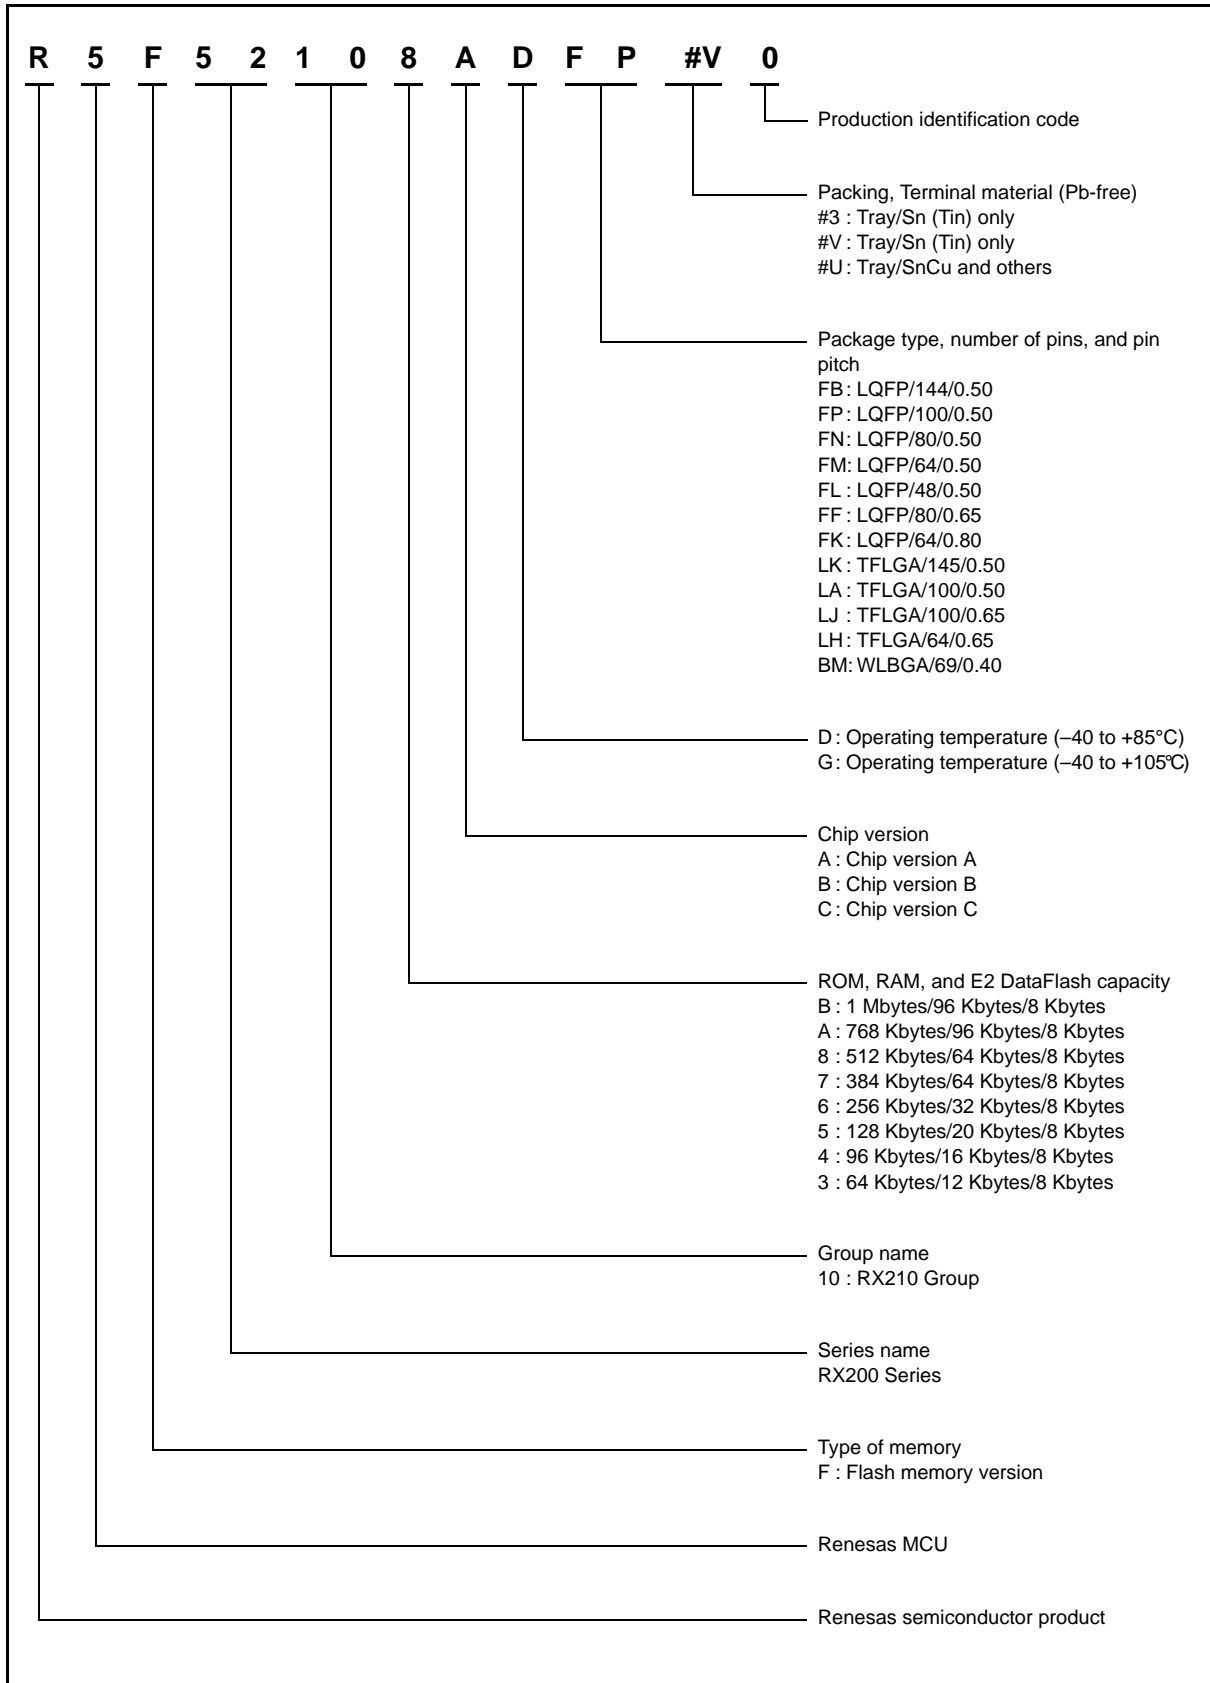 R 5 F 5 2 1 0 8 A D F P #V 0
Production identification code
Packing, Terminal material (Pb-free)
#3 : Tray/Sn (Tin) only
#V : Tray/Sn (Tin) only
#U : Tray/SnCu and others
Package type, number of pins, and pin
pitch
FB : LQFP/144/0.50
FP : LQFP/100/0.50
FN : LQFP/80/0.50
FM: LQFP/64/0.50
FL : LQFP/48/0.50
FF : LQFP/80/0.65
FK : LQFP/64/0.80
LK : TFLGA/145/0.50
LA : TFLGA/100/0.50
LJ : TFLGA/100/0.65
LH : TFLGA/64/0.65
BM: WLBGA/69/0.40
D : Operating temperature (–40 to +85°C)
G : Operating temperature (–40 to +105°C)
Chip version
A : Chip version A
B : Chip version B
C : Chip version C
ROM, RAM, and E2 DataFlash capacity
B : 1 Mbytes/96 Kbytes/8 Kbytes
A : 768 Kbytes/96 Kbytes/8 Kbytes
8 : 512 Kbytes/64 Kbytes/8 Kbytes
7 : 384 Kbytes/64 Kbytes/8 Kbytes
6 : 256 Kbytes/32 Kbytes/8 Kbytes
5 : 128 Kbytes/20 Kbytes/8 Kbytes
4 : 96 Kbytes/16 Kbytes/8 Kbytes
3 : 64 Kbytes/12 Kbytes/8 Kbytes
Group name
10 : RX210 Group
Series name
RX200 Series
Type of memory
F : Flash memory version
Renesas MCU
Renesas semiconductor product